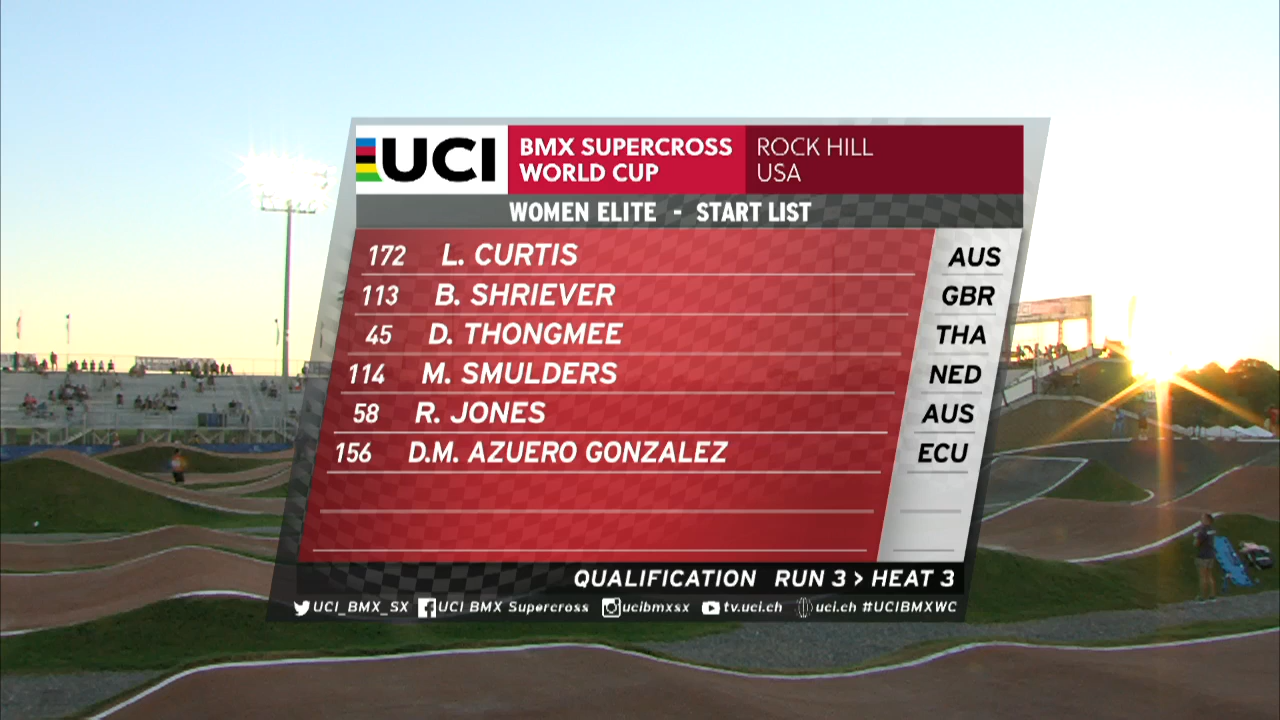 UCI BMX SUPERCROSS WORLD CUP ROCK HILL USA
WOMEN ELITE - START LIST
172 L. CURTIS AUS
113 B. SHRIEVER GBR
45 D. THONGMEE THA
114 M. SMULDERS NED
58 R. JONES AUS
156 D.M. AZUERO GONZALEZ ECU
QUALIFICATION RUN 3 > HEAT 3
UCI_BMX_SX UCI BMX Supercross ucibmxsx tv.uci.ch uci.ch #UCIBMXWC